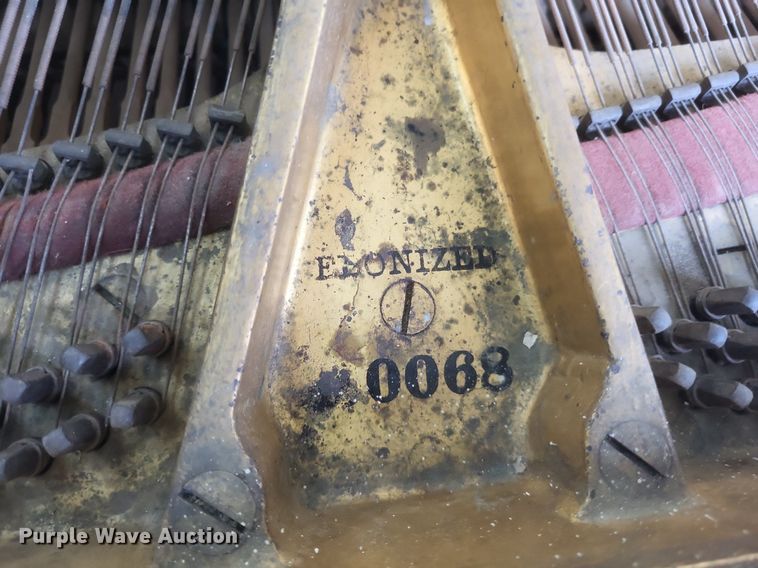 EBONIZED
0068
Purple Wave Auction